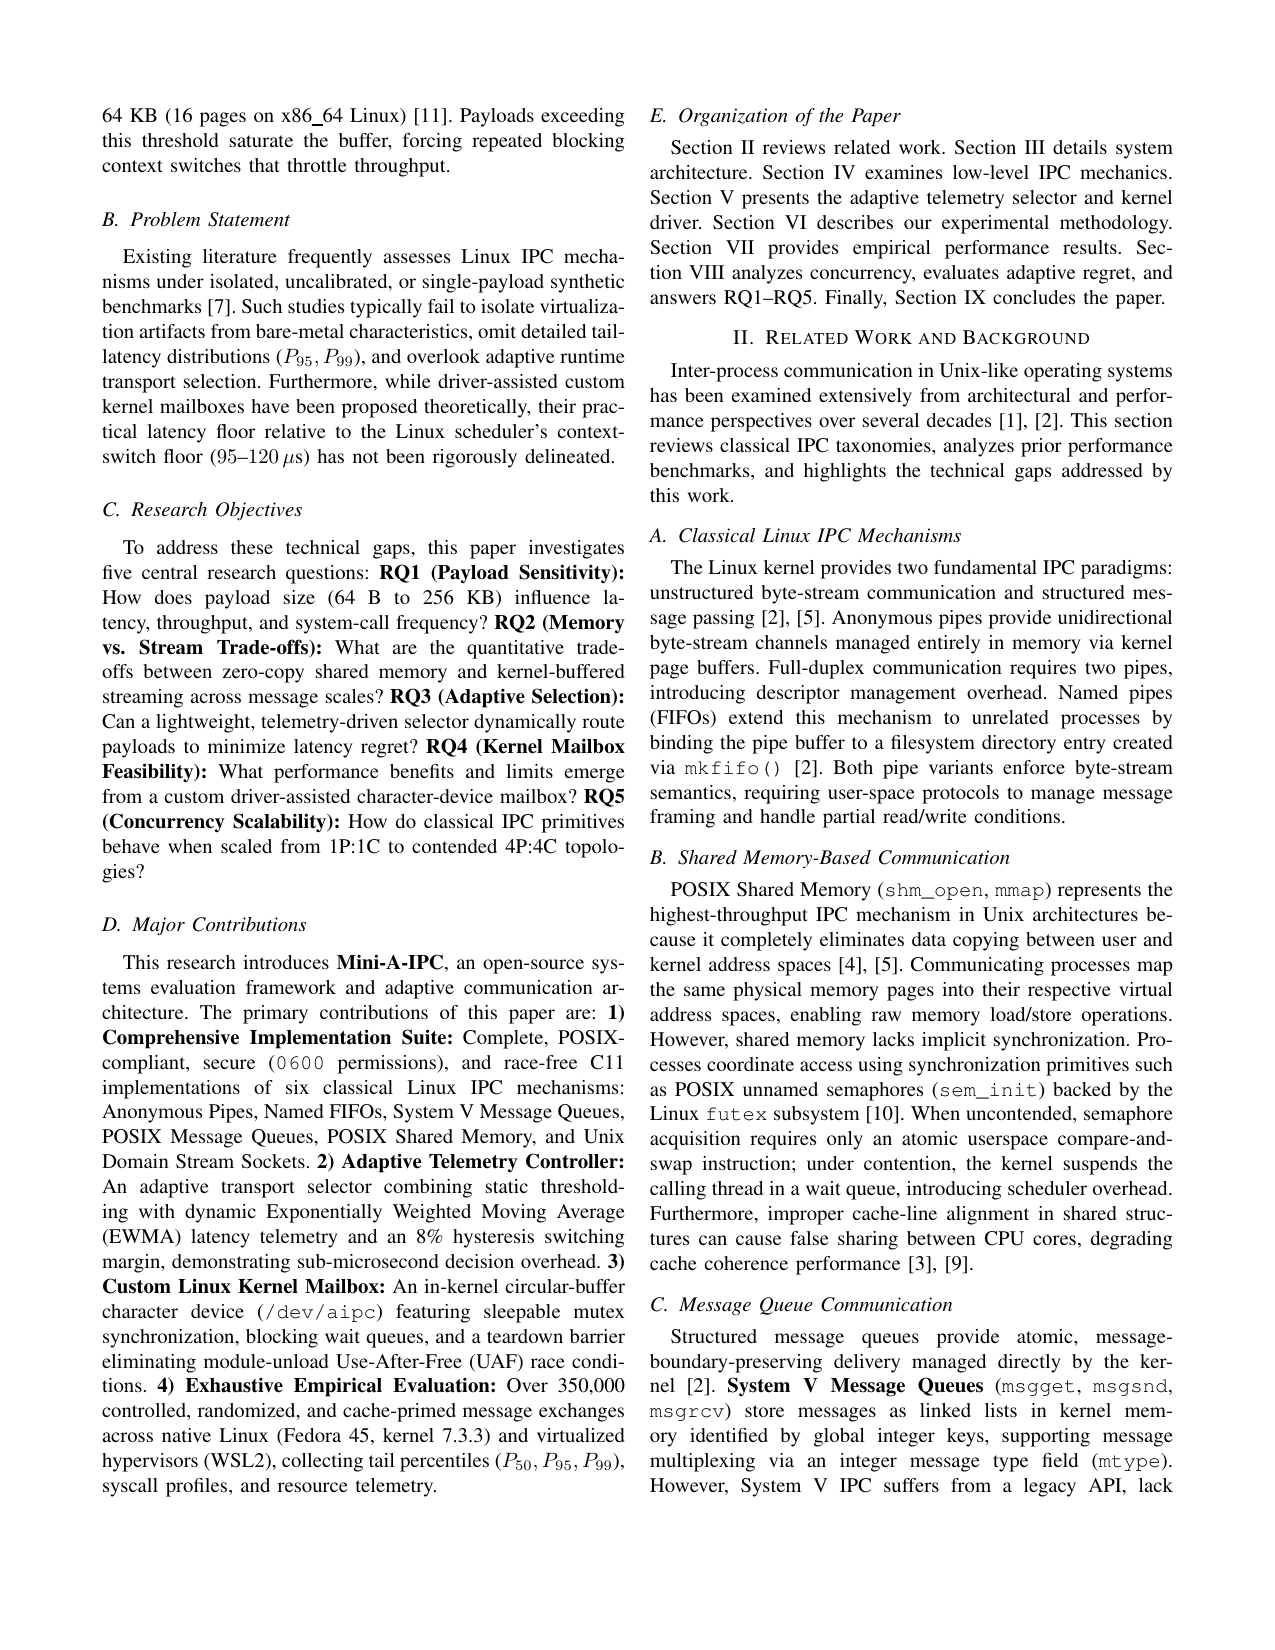 64 KB (16 pages on x86_64 Linux) [11]. Payloads exceeding
this threshold saturate the buffer, forcing repeated blocking
context switches that throttle throughput.
B. Problem Statement
Existing literature frequently assesses Linux IPC mecha-
nisms under isolated, uncalibrated, or single-payload synthetic
benchmarks [7]. Such studies typically fail to isolate virtualiza-
tion artifacts from bare-metal characteristics, omit detailed tail-
latency distributions (P95, P99), and overlook adaptive runtime
transport selection. Furthermore, while driver-assisted custom
kernel mailboxes have been proposed theoretically, their prac-
tical latency floor relative to the Linux scheduler's context-
switch floor (95–120 μs) has not been rigorously delineated.
C. Research Objectives
To address these technical gaps, this paper investigates
five central research questions: RQ1 (Payload Sensitivity):
How does payload size (64 B to 256 KB) influence la-
tency, throughput, and system-call frequency? RQ2 (Memory
vs. Stream Trade-offs): What are the quantitative trade-
offs between zero-copy shared memory and kernel-buffered
streaming across message scales? RQ3 (Adaptive Selection):
Can a lightweight, telemetry-driven selector dynamically route
payloads to minimize latency regret? RQ4 (Kernel Mailbox
Feasibility): What performance benefits and limits emerge
from a custom driver-assisted character-device mailbox? RQ5
(Concurrency Scalability): How do classical IPC primitives
behave when scaled from 1P:1C to contended 4P:4C topolo-
gies?
D. Major Contributions
This research introduces Mini-A-IPC, an open-source sys-
tems evaluation framework and adaptive communication ar-
chitecture. The primary contributions of this paper are: 1)
Comprehensive Implementation Suite: Complete, POSIX-
compliant, secure (0600 permissions), and race-free C11
implementations of six classical Linux IPC mechanisms:
Anonymous Pipes, Named FIFOs, System V Message Queues,
POSIX Message Queues, POSIX Shared Memory, and Unix
Domain Stream Sockets. 2) Adaptive Telemetry Controller:
An adaptive transport selector combining static threshold-
ing with dynamic Exponentially Weighted Moving Average
(EWMA) latency telemetry and an 8% hysteresis switching
margin, demonstrating sub-microsecond decision overhead. 3)
Custom Linux Kernel Mailbox: An in-kernel circular-buffer
character device (/dev/aipc) featuring sleepable mutex
synchronization, blocking wait queues, and a teardown barrier
eliminating module-unload Use-After-Free (UAF) race condi-
tions. 4) Exhaustive Empirical Evaluation: Over 350,000
controlled, randomized, and cache-primed message exchanges
across native Linux (Fedora 45, kernel 7.3.3) and virtualized
hypervisors (WSL2), collecting tail percentiles (P50, P95, P99),
syscall profiles, and resource telemetry.
E. Organization of the Paper
Section II reviews related work. Section III details system
architecture. Section IV examines low-level IPC mechanics.
Section V presents the adaptive telemetry selector and kernel
driver. Section VI describes our experimental methodology.
Section VII provides empirical performance results. Sec-
tion VIII analyzes concurrency, evaluates adaptive regret, and
answers RQ1–RQ5. Finally, Section IX concludes the paper.
II. RELATED WORK AND BACKGROUND
Inter-process communication in Unix-like operating systems
has been examined extensively from architectural and perfor-
mance perspectives over several decades [1], [2]. This section
reviews classical IPC taxonomies, analyzes prior performance
benchmarks, and highlights the technical gaps addressed by
this work.
A. Classical Linux IPC Mechanisms
The Linux kernel provides two fundamental IPC paradigms:
unstructured byte-stream communication and structured mes-
sage passing [2], [5]. Anonymous pipes provide unidirectional
byte-stream channels managed entirely in memory via kernel
page buffers. Full-duplex communication requires two pipes,
introducing descriptor management overhead. Named pipes
(FIFOs) extend this mechanism to unrelated processes by
binding the pipe buffer to a filesystem directory entry created
via mkfifo() [2]. Both pipe variants enforce byte-stream
semantics, requiring user-space protocols to manage message
framing and handle partial read/write conditions.
B. Shared Memory-Based Communication
POSIX Shared Memory (shm_open, mmap) represents the
highest-throughput IPC mechanism in Unix architectures be-
cause it completely eliminates data copying between user and
kernel address spaces [4], [5]. Communicating processes map
the same physical memory pages into their respective virtual
address spaces, enabling raw memory load/store operations.
However, shared memory lacks implicit synchronization. Pro-
cesses coordinate access using synchronization primitives such
as POSIX unnamed semaphores (sem_init) backed by the
Linux futex subsystem [10]. When uncontended, semaphore
acquisition requires only an atomic userspace compare-and-
swap instruction; under contention, the kernel suspends the
calling thread in a wait queue, introducing scheduler overhead.
Furthermore, improper cache-line alignment in shared struc-
tures can cause false sharing between CPU cores, degrading
cache coherence performance [3], [9].
C. Message Queue Communication
Structured message queues provide atomic, message-
boundary-preserving delivery managed directly by the ker-
nel [2]. System V Message Queues (msgget, msgsnd,
msgrcv) store messages as linked lists in kernel mem-
ory identified by global integer keys, supporting message
multiplexing via an integer message type field (mtype).
However, System V IPC suffers from a legacy API, lack